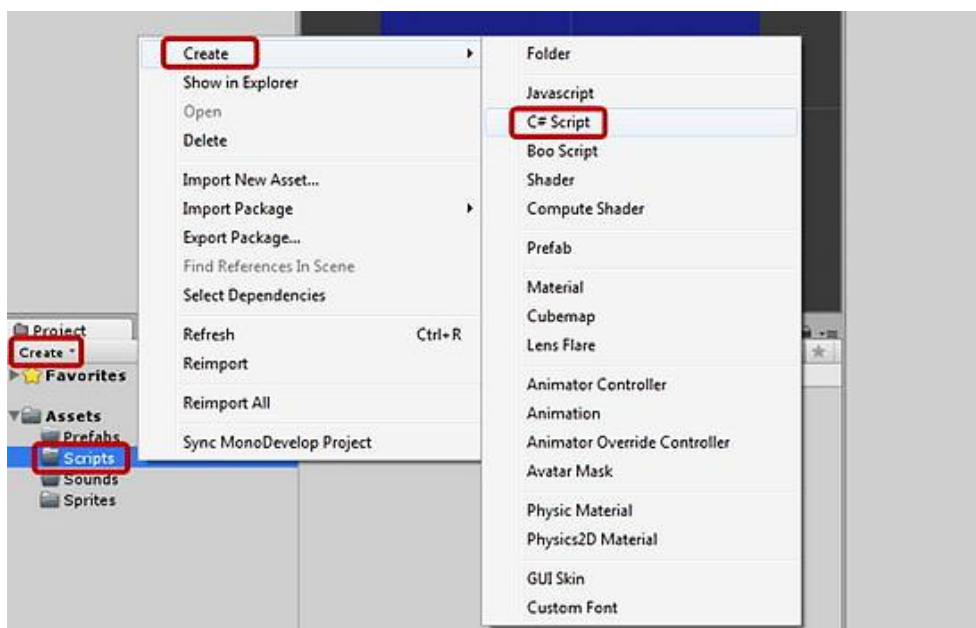 Create
Show in Explorer
Open
Delete
Import New Asset...
Import Package
Export Package...
Find References In Scene
Select Dependencies
Refresh Ctrl+R
Reimport
Reimport All
Sync MonoDevelop Project
Folder
Javascript
C# Script
Boo Script
Shader
Compute Shader
Prefab
Material
Cubemap
Lens Flare
Animator Controller
Animation
Animator Override Controller
Avatar Mask
Physic Material
Physics2D Material
GUI Skin
Custom Font
Project
Create
Favorites
Assets
Prefabs
Scripts
Sounds
Sprites